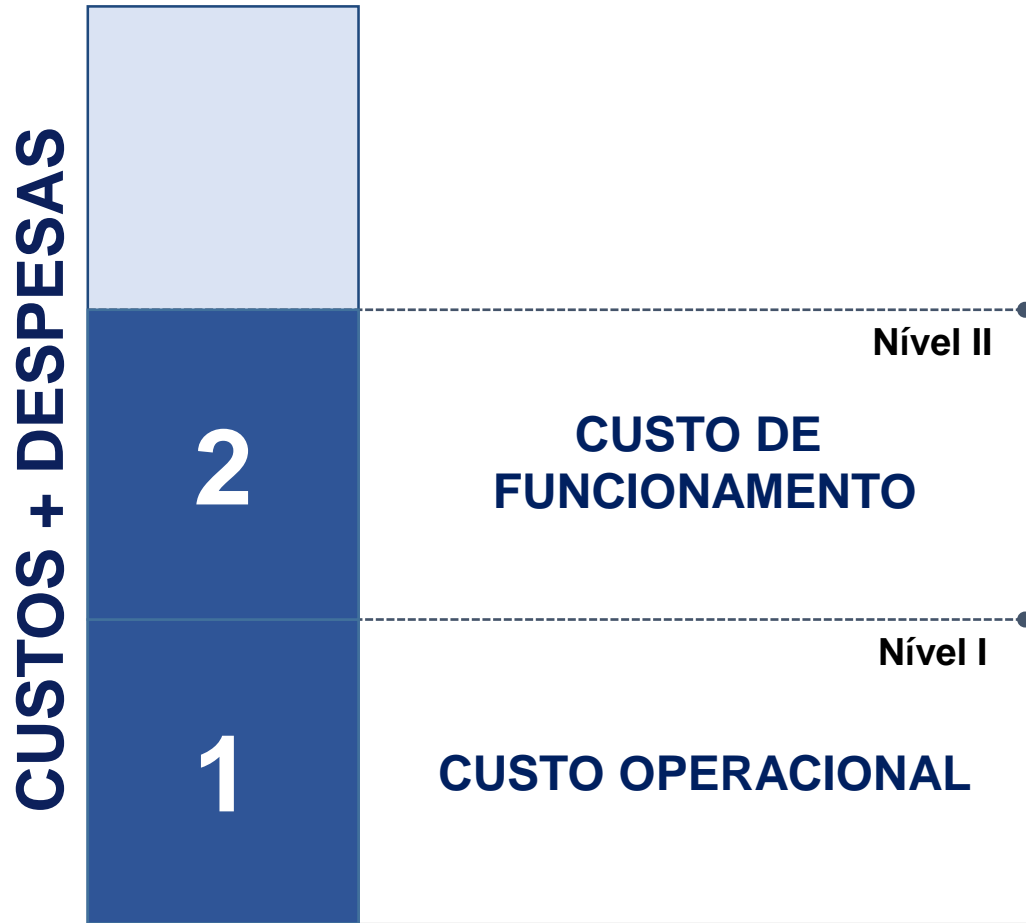 CUSTOS + DESPESAS
Nível II
2
CUSTO DE
FUNCIONAMENTO
Nível I
1
CUSTO OPERACIONAL